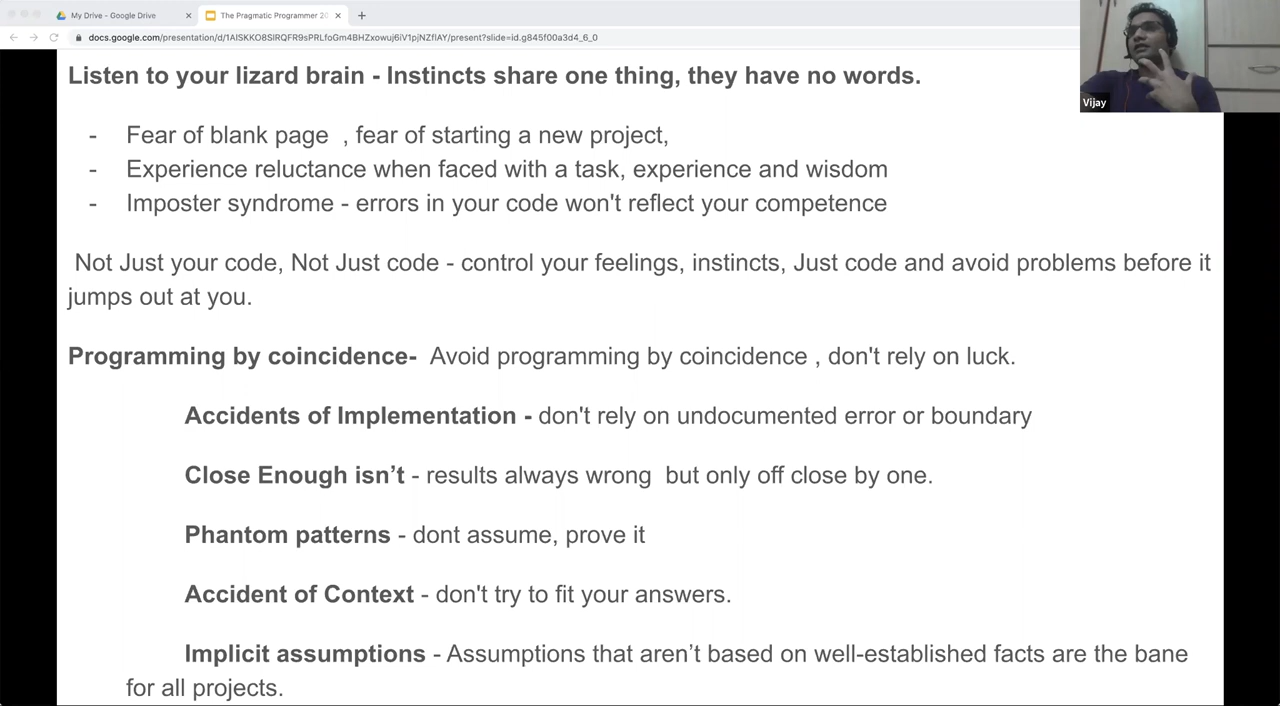 My Drive - Google Drive
The Pragmatic Programmer 20
docs.google.com/presentation/d/1AlSKKO8SlRQFR9sPRLfoGm4BHZxowuj6iV1pjNZflAY/present?slide=id.g845f00a3d4_6_0
Vijay
Listen to your lizard brain - Instincts share one thing, they have no words.
- Fear of blank page , fear of starting a new project,
- Experience reluctance when faced with a task, experience and wisdom
- Imposter syndrome - errors in your code won't reflect your competence
Not Just your code, Not Just code - control your feelings, instincts, Just code and avoid problems before it
jumps out at you.
Programming by coincidence- Avoid programming by coincidence , don't rely on luck.
Accidents of Implementation - don't rely on undocumented error or boundary
Close Enough isn’t - results always wrong but only off close by one.
Phantom patterns - dont assume, prove it
Accident of Context - don't try to fit your answers.
Implicit assumptions - Assumptions that aren’t based on well-established facts are the bane
for all projects.